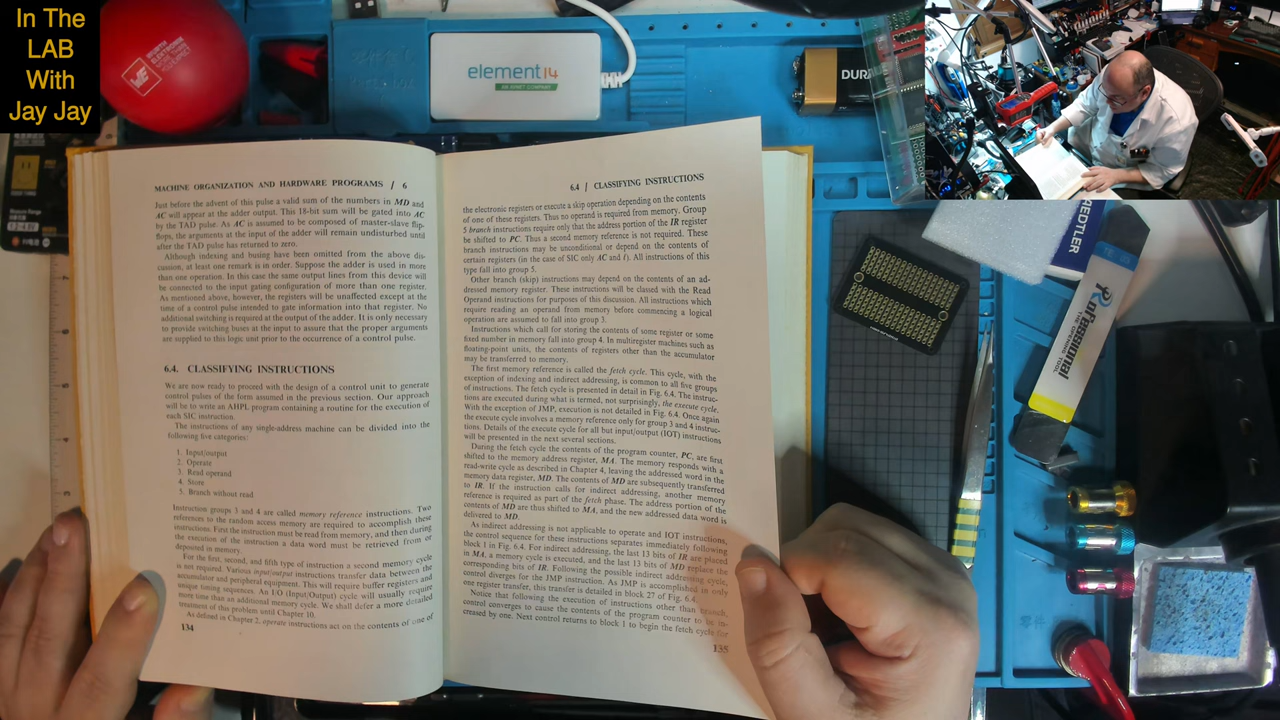 In The
LAB
With
Jay Jay
WÜRTH
ELEKTRONIK
element14
AN AVNET COMPANY
DURA
AEDTLER
ProFessional
THE OPENING TOOL
MACHINE ORGANIZATION AND HARDWARE PROGRAMS / 6
Just before the advent of this pulse a valid sum of the numbers in MD and
AC will appear at the adder output. This 18-bit sum will be gated into AC
by the TAD pulse. As AC is assumed to be composed of master-slave flip-
flops, the arguments at the input of the adder will remain undisturbed until
after the TAD pulse has returned to zero.
Although indexing and busing have been omitted from the above dis-
cussion, at least one remark is in order. Suppose the adder is used in more
than one operation. In this case the same output lines from this device will
be connected to the input gating configuration of more than one register.
As mentioned above, however, the registers will be unaffected except at the
time of a control pulse intended to gate information into that register. No
additional switching is required at the output of the adder. It is only necessary
to provide switching buses at the input to assure that the proper arguments
are supplied to this logic unit prior to the occurrence of a control pulse.
6.4. CLASSIFYING INSTRUCTIONS
We are now ready to proceed with the design of a control unit to generate
control pulses of the form assumed in the previous section. Our approach
will be to write an AHPL program containing a routine for the execution of
each SIC instruction.
The instructions of any single-address machine can be divided into the
following five categories:
1. Input/output
2. Operate
3. Read operand
4. Store
5. Branch without read
Instruction groups 3 and 4 are called memory reference instructions. Two
references to the random access memory are required to accomplish these
instructions. First the instruction must be read from memory, and then during
the execution of the instruction a data word must be retrieved from or
deposited in memory.
For the first, second, and fifth type of instruction a second memory cycle
is not required. Various input/output instructions transfer data between the
accumulator and peripheral equipment. This will require buffer registers and
unique timing sequences. An I/O (Input/Output) cycle will usually require
more time than an additional memory cycle. We shall defer a more detailed
treatment of this problem until Chapter 10.
As defined in Chapter 2, operate instructions act on the contents of one of
134
6.4 / CLASSIFYING INSTRUCTIONS
the electronic registers or execute a skip operation depending on the contents
of one of these registers. Thus no operand is required from memory. Group
5 branch instructions require only that the address portion of the IR register
be shifted to PC. Thus a second memory reference is not required. These
branch instructions may be unconditional or depend on the contents of
certain registers (in the case of SIC only AC and l). All instructions of this
type fall into group 5.
Other branch (skip) instructions may depend on the contents of an ad-
dressed memory register. These instructions will be classed with the Read
Operand instructions for purposes of this discussion. All instructions which
require reading an operand from memory before commencing a logical
operation are assumed to fall into group 3.
Instructions which call for storing the contents of some register or some
fixed number in memory fall into group 4. In multiregister machines such as
floating-point units, the contents of registers other than the accumulator
may be transferred to memory.
The first memory reference is called the fetch cycle. This cycle, with the
exception of indexing and indirect addressing, is common to all five groups
of instructions. The fetch cycle is presented in detail in Fig. 6.4. The instruc-
tions are executed during what is termed, not surprisingly, the execute cycle.
With the exception of JMP, execution is not detailed in Fig. 6.4. Once again
the execute cycle involves a memory reference only for group 3 and 4 instruc-
tions. Details of the execute cycle for all but input/output (IOT) instructions
will be presented in the next several sections.
During the fetch cycle the contents of the program counter, PC, are first
shifted to the memory address register, MA. The memory responds with a
read-write cycle as described in Chapter 4, leaving the addressed word in the
memory data register, MD. The contents of MD are subsequently transferred
to IR. If the instruction calls for indirect addressing, another memory
reference is required as part of the fetch phase. The address portion of the
contents of MD are thus shifted to MA, and the new addressed data word is
delivered to MD.
As indirect addressing is not applicable to operate and IOT instructions,
the control sequence for these instructions separates immediately following
block 1 in Fig. 6.4. For indirect addressing, the last 13 bits of IR are placed
in MA, a memory cycle is executed, and the last 13 bits of MD replace the
corresponding bits of IR. Following the possible indirect addressing cycle,
control diverges for the JMP instruction. As JMP is accomplished in only
one register transfer, this transfer is detailed in block 27 of Fig. 6.4.
Notice that following the execution of instructions other than branch,
control converges to cause the contents of the program counter to be in-
creased by one. Next control returns to block 1 to begin the fetch cycle for
135